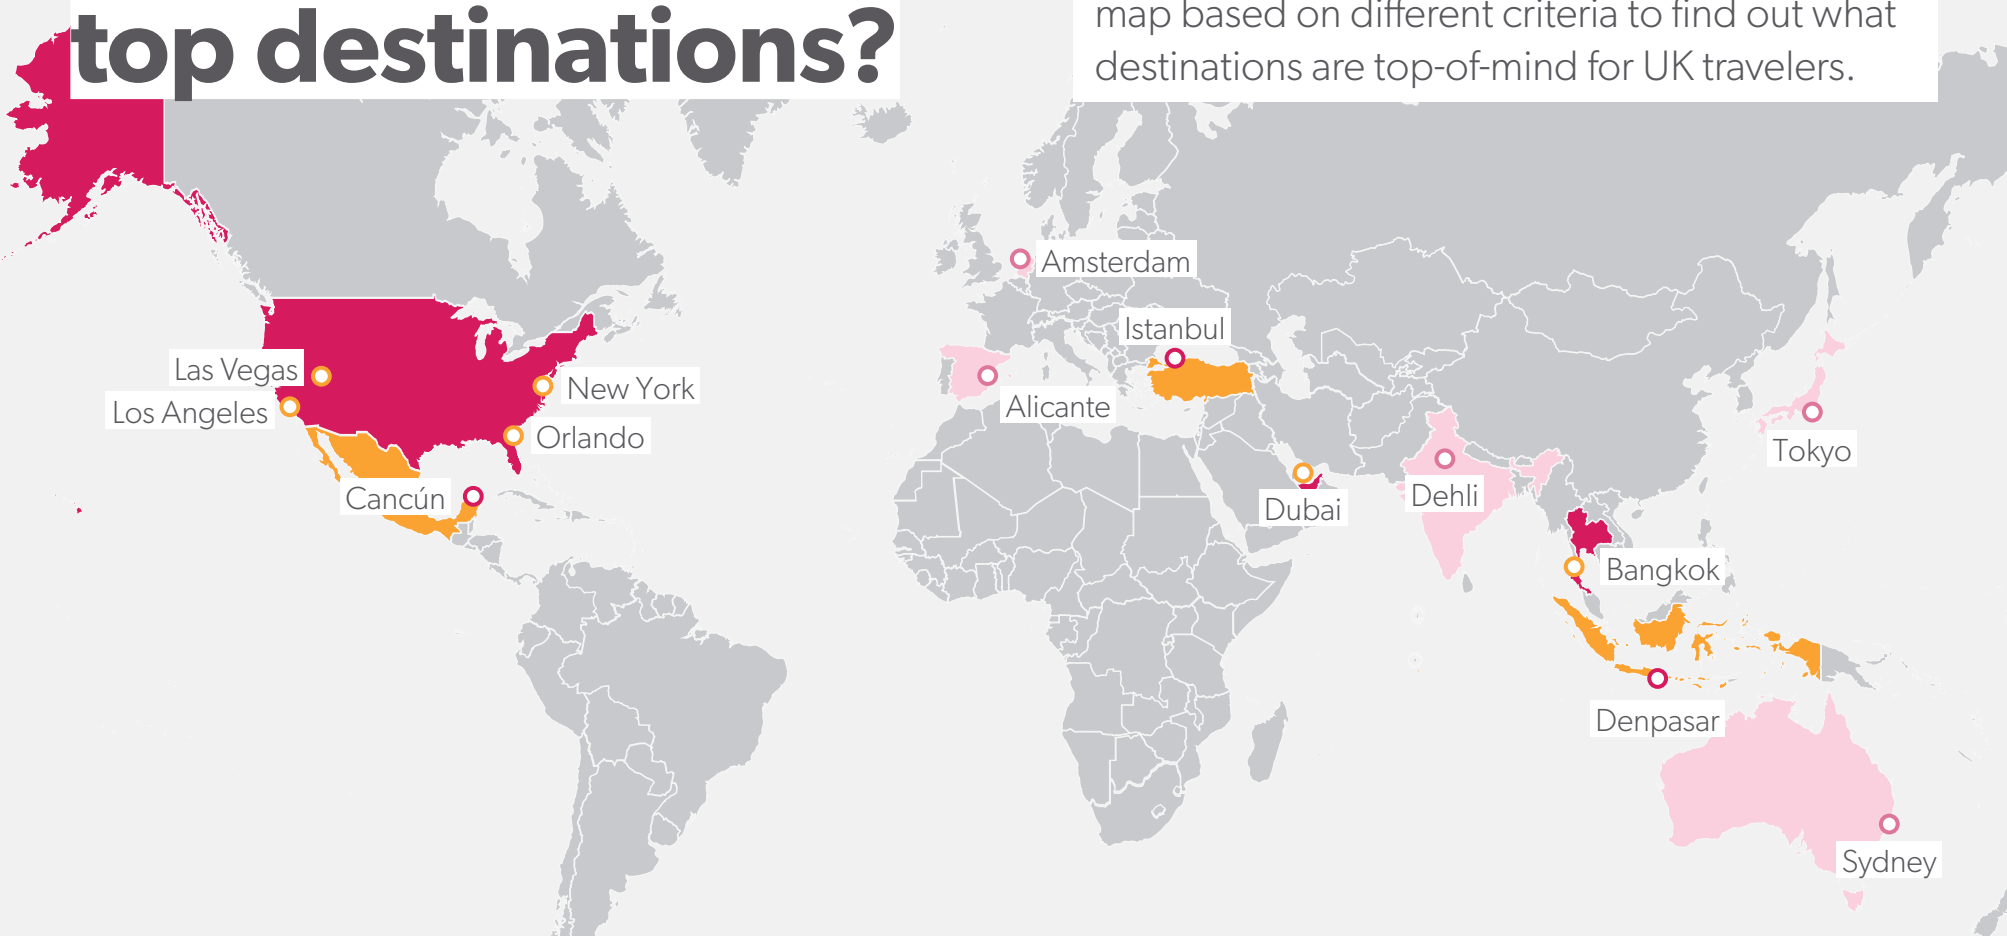 top destinations?
map based on different criteria to find out what
destinations are top-of-mind for UK travelers.
Amsterdam
Istanbul
Las Vegas
New York
Los Angeles
Alicante
Orlando
Tokyo
Cancún
Dubai
Dehli
Bangkok
Denpasar
Sydney